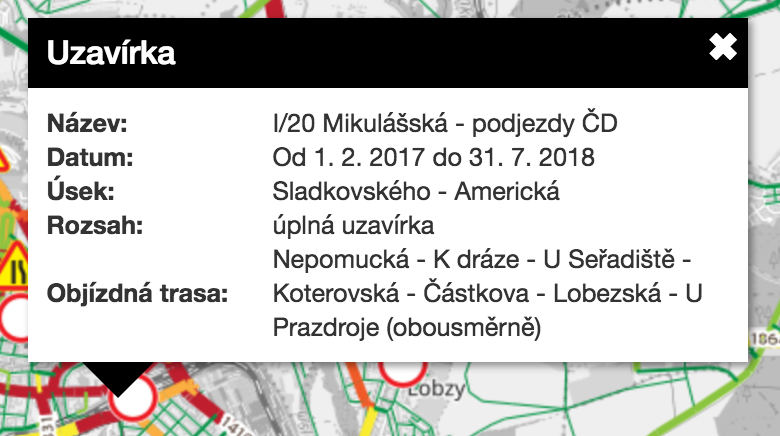 Uzavírka
Název: I/20 Mikulášská - podjezdy ČD
Datum: Od 1. 2. 2017 do 31. 7. 2018
Úsek: Sladkovského - Americká
Rozsah: úplná uzavírka
Nepomucká - K dráze - U Seřadiště -
Objízdná trasa: Koterovská - Částkova - Lobezská - U
Prazdroje (obousměrně)
Lobzy